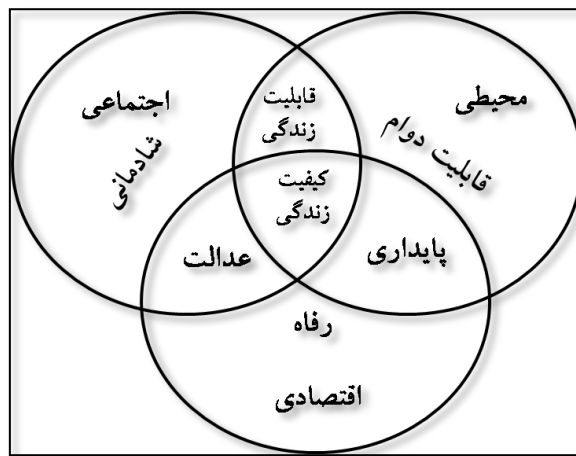 محیطی
قابلیت دوام
قابلیت
زندگی
اجتماعی
شادمانی
کیفیت
زندگی
پایداری
عدالت
رفاه
اقتصادی